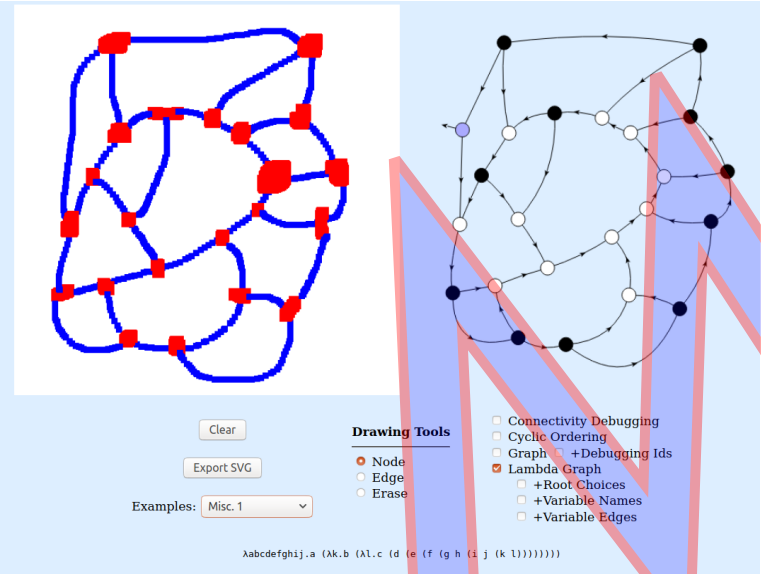 Clear
Export SVG
Examples: Misc. 1
Drawing Tools
Node
Edge
Erase
Connectivity Debugging
Cyclic Ordering
Graph +Debugging Ids
Lambda Graph
+Root Choices
+Variable Names
+Variable Edges
λabcdefghij.a (λk.b (λl.c (d (e (f (g h (i j (k l))))))))